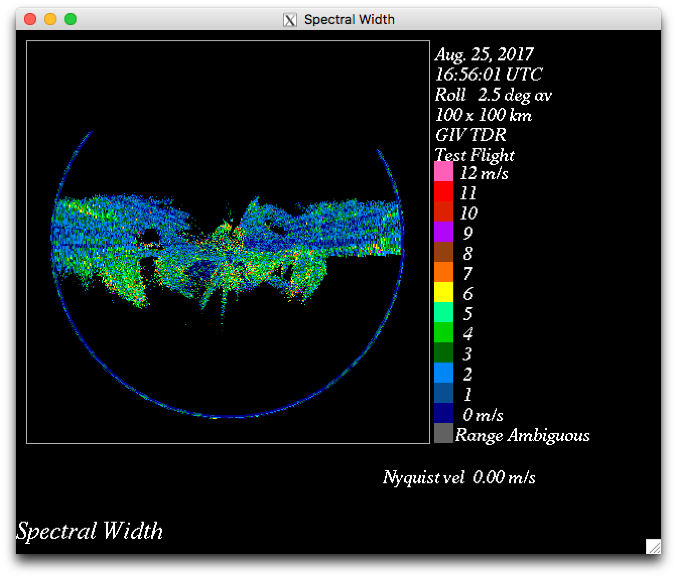 Spectral Width
Aug. 25, 2017
16:56:01 UTC
Roll 2.5 deg av
100 x 100 km
GIV TDR
Test Flight
12 m/s
11
10
9
8
7
6
5
4
3
2
1
0 m/s
Range Ambiguous
Nyquist vel 0.00 m/s
Spectral Width